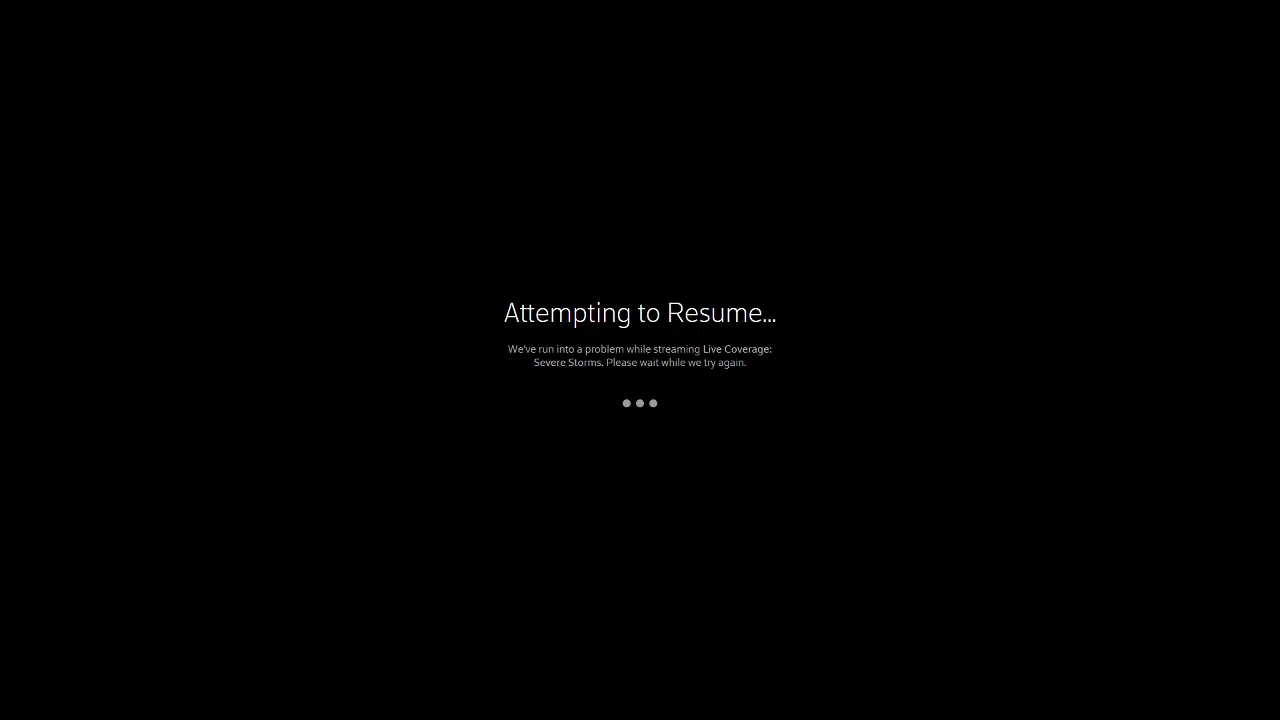 Attempting to Resume...
We've run into a problem while streaming Live Coverage:
Severe Storms. Please wait while we try again.